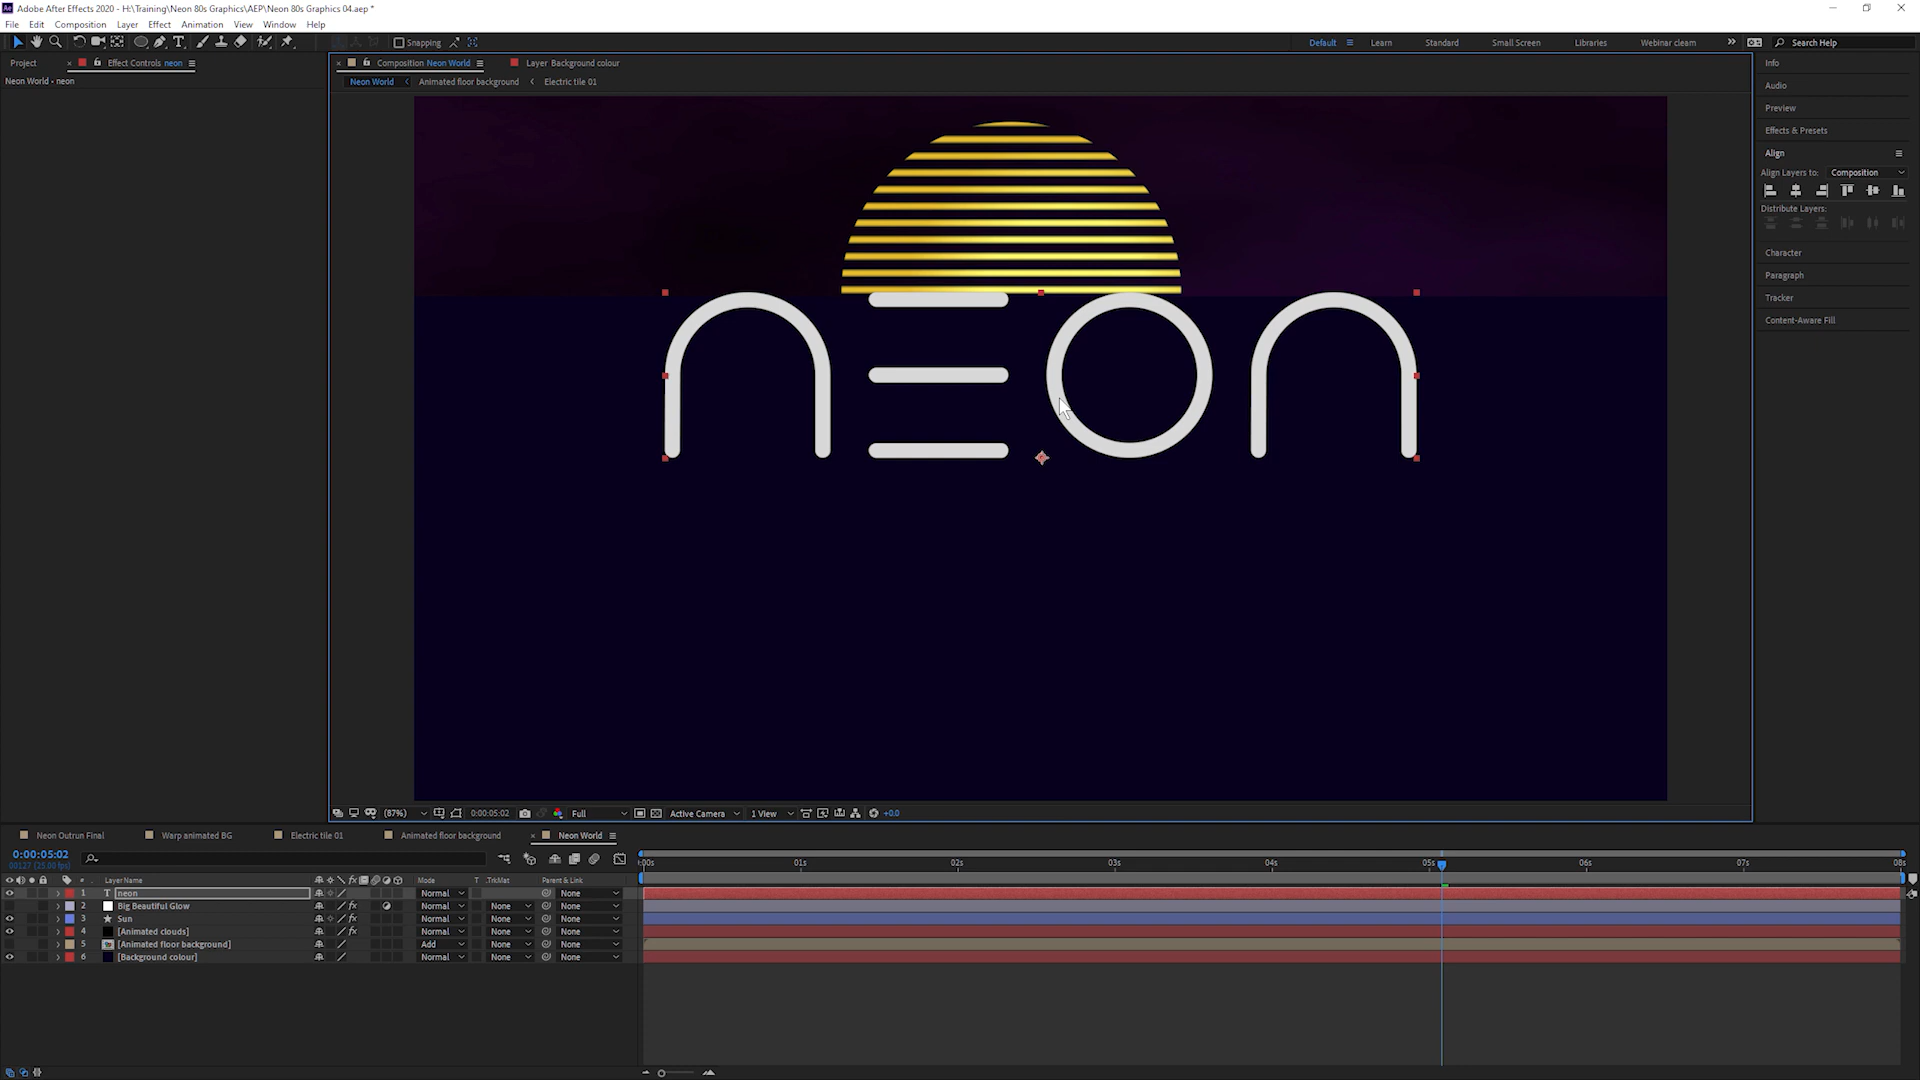 Adobe After Effects 2020 - H:\Training\Neon 80s Graphics\AEP\Neon 80s Graphics 04.aep *
File Edit Composition Layer Effect Animation View Window Help
Snapping Default Learn Standard Small Screen Libraries Webinar cleam Search Help
Project Effect Controls neon Composition Neon World Layer Background colour
Neon World • neon
Neon World Animated floor background Electric tile 01
Info
Audio
Preview
Effects & Presets
Align
Align Layers to: Composition
Distribute Layers:
Character
Paragraph
Tracker
Content-Aware Fill
neon
(87%) 0:00:05:02 Full Active Camera 1 View +0.0
Neon Outrun Final Warp animated BG Electric tile 01 Animated floor background Neon World
0:00:05:02
00127 (25.00 fps)
:00s 01s 02s 03s 04s 05s 06s 07s 08s
# Layer Name Mode T .TrkMat Parent & Link
1 T neon Normal None
2 Big Beautiful Glow Normal None None
3 Sun Normal None None
4 [Animated clouds] Normal None None
5 [Animated floor background] Add None None
6 [Background colour] Normal None None